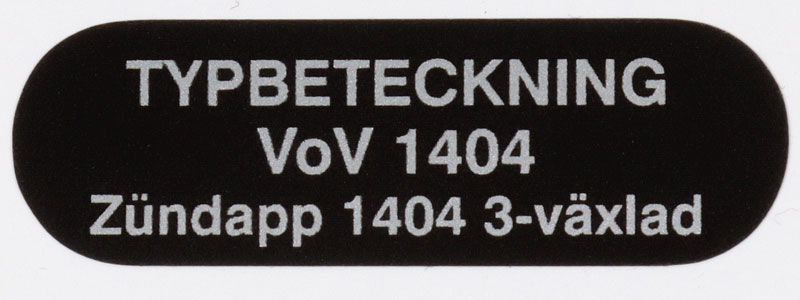 TYPBETECKNING
VoV 1404
Zündapp 1404 3-växlad